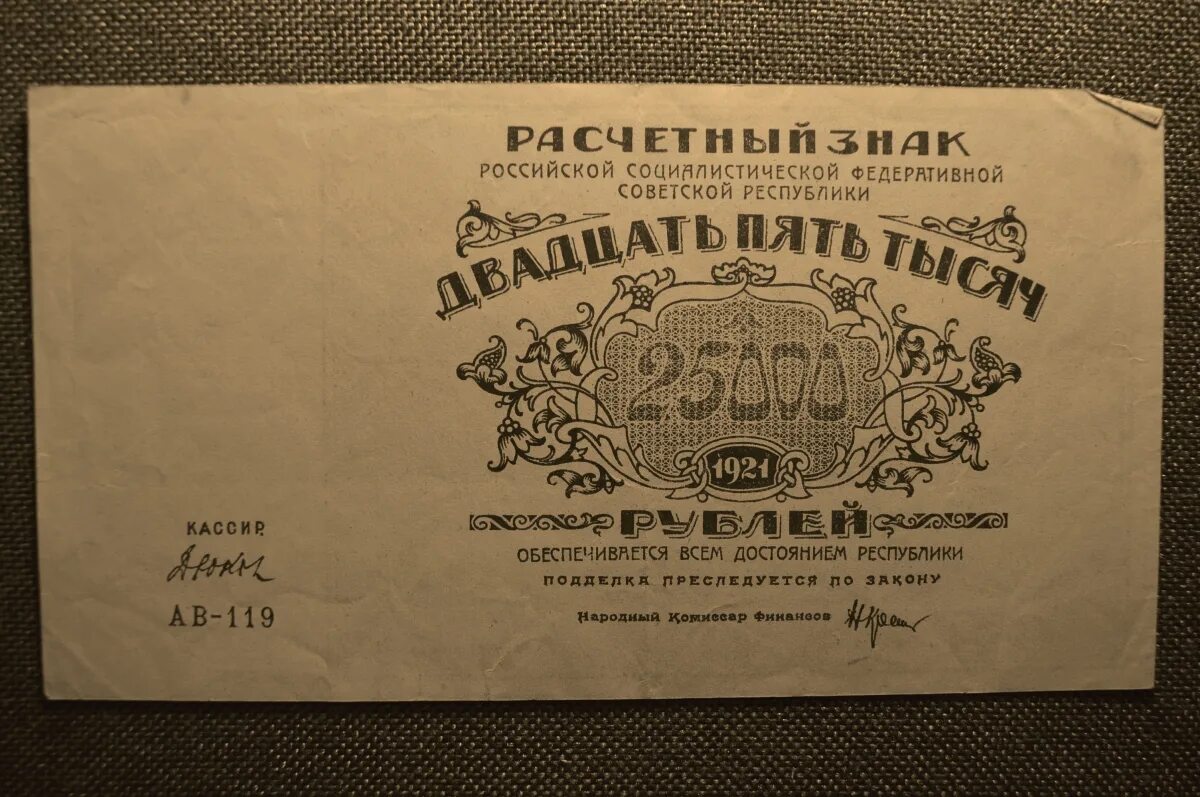 РАСЧЕТНЫЙ ЗНАК
РОССИЙСКОЙ СОЦИАЛИСТИЧЕСКОЙ ФЕДЕРАТИВНОЙ
СОВЕТСКОЙ РЕСПУБЛИКИ
ДВАДЦАТЬ ПЯТЬ ТЫСЯЧ
25000
1921
РУБЛЕЙ
ОБЕСПЕЧИВАЕТСЯ ВСЕМ ДОСТОЯНИЕМ РЕСПУБЛИКИ
ПОДДЕЛКА ПРЕСЛЕДУЕТСЯ ПО ЗАКОНУ
Народный Комиссар Финансов
КАССИР.
АВ-119